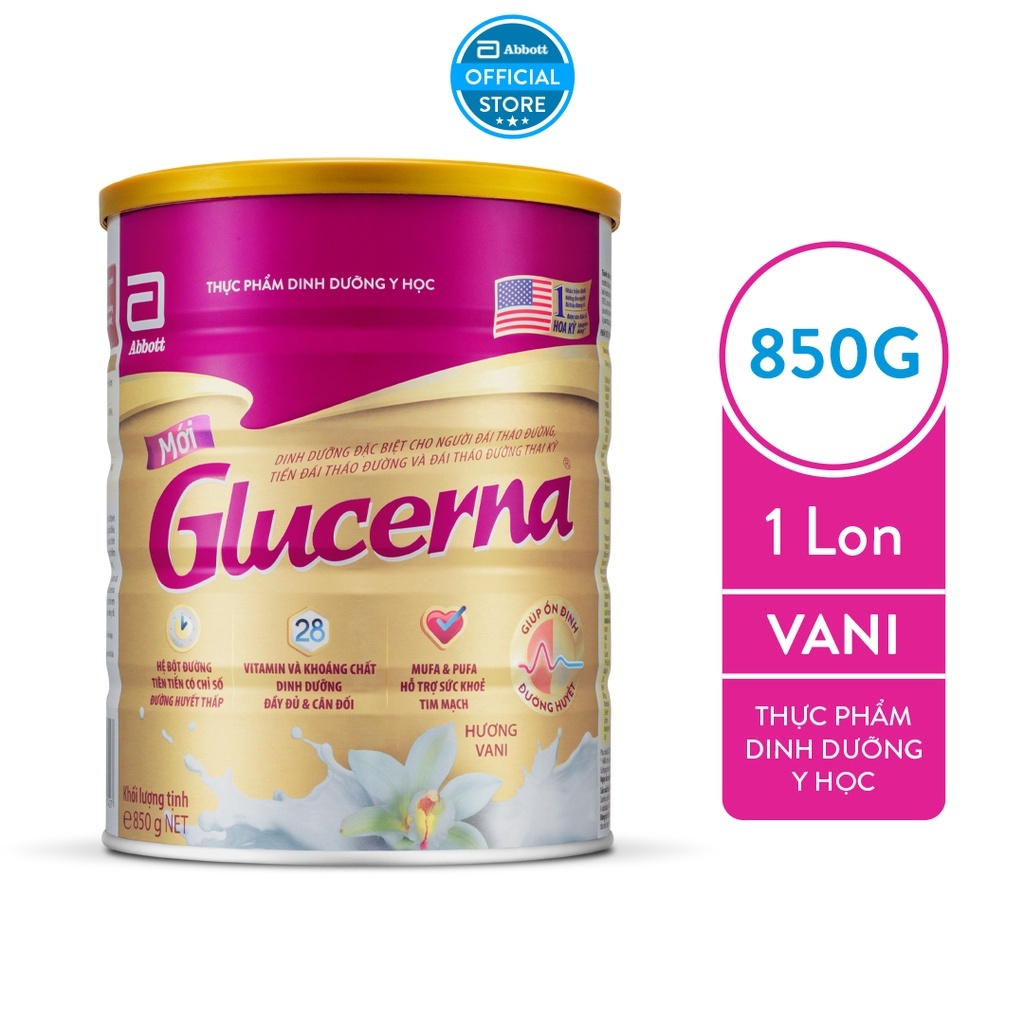 Abbott
OFFICIAL
STORE
THỰC PHẨM DINH DƯỠNG Y HỌC
Abbott
1
HOA KỲ
Mới
DINH DƯỠNG ĐẶC BIỆT CHO NGƯỜI ĐÁI THÁO ĐƯỜNG,
TIỀN ĐÁI THÁO ĐƯỜNG VÀ ĐÁI THÁO ĐƯỜNG THAI KỲ
Glucerna®
HỆ BỘT ĐƯỜNG
TIÊN TIẾN CÓ CHỈ SỐ
ĐƯỜNG HUYẾT THẤP
28
VITAMIN VÀ KHOÁNG CHẤT
DINH DƯỠNG
ĐẦY ĐỦ & CÂN ĐỐI
MUFA & PUFA
HỖ TRỢ SỨC KHOẺ
TIM MẠCH
GIÚP ỔN ĐỊNH
ĐƯỜNG HUYẾT
HƯƠNG
VANI
Khối lượng tịnh
℮850 g NET
850G
1 Lon
VANI
THỰC PHẨM
DINH DƯỠNG
Y HỌC